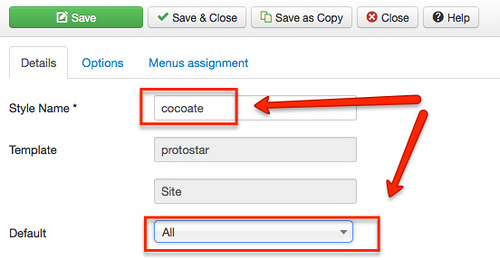 Save Save & Close Save as Copy Close Help
Details Options Menus assignment
Style Name * cocoate
Template protostar
Site
Default All